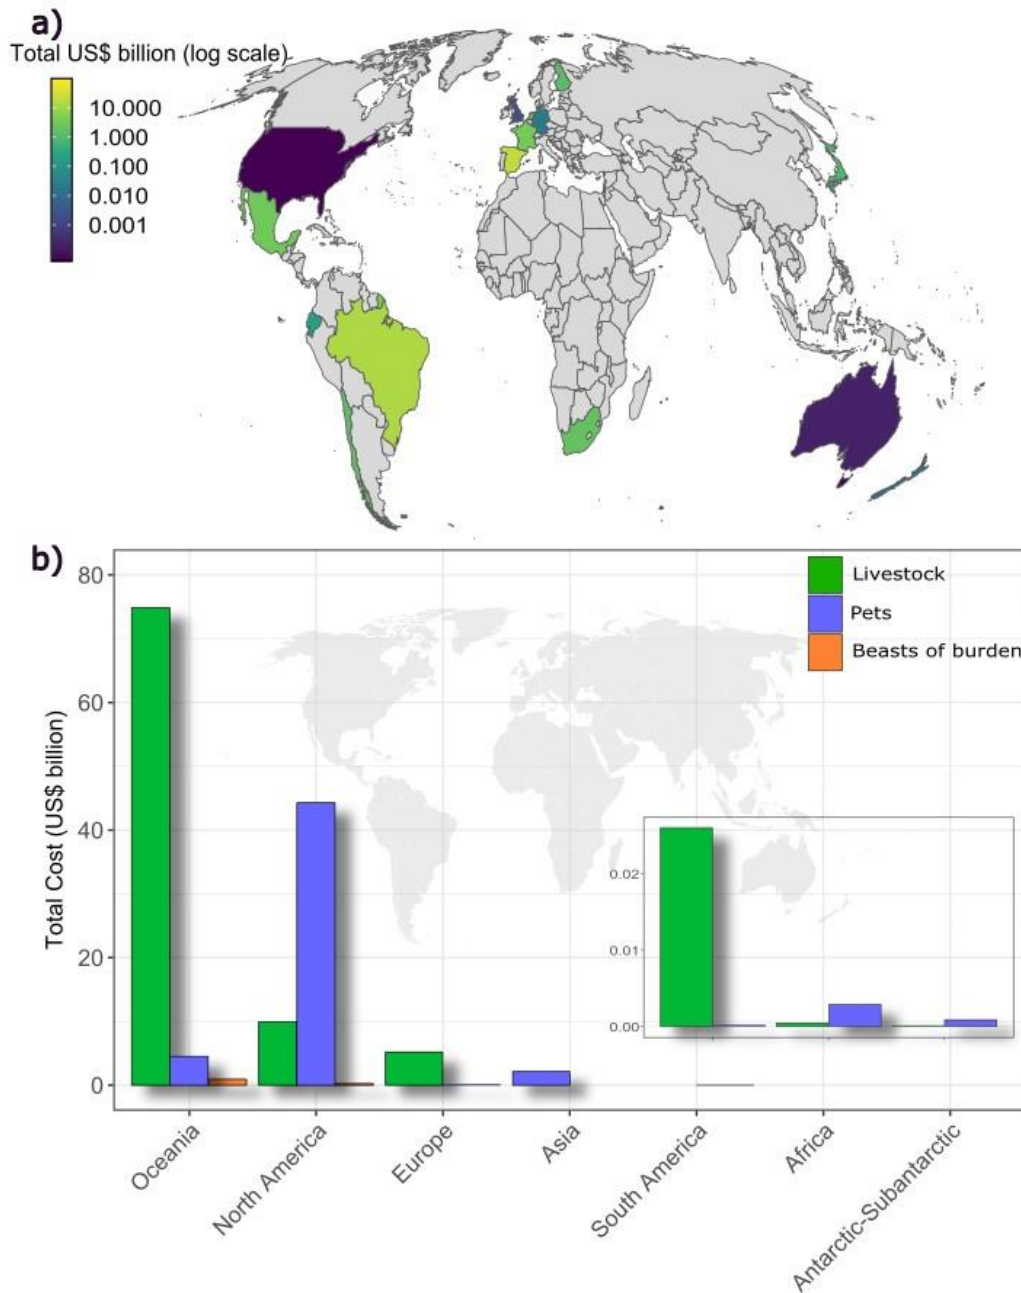 a)
Total US$ billion (log scale)
10.000
1.000
0.100
0.010
0.001
b)
80
60
40
20
0
Total Cost (US$ billion)
Livestock
Pets
Beasts of burden
0.02
0.01
0.00
Oceania
North America
Europe
Asia
South America
Africa
Antarctic-Subantarctic